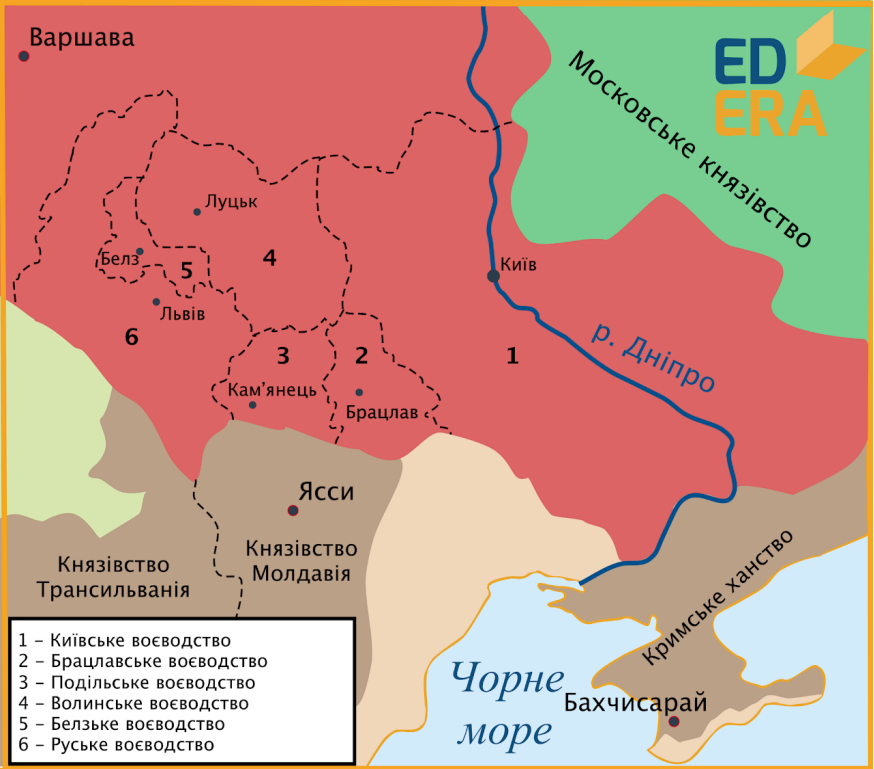 Варшава
ED
ERA
Московське князівство
Луцьк
Белз
5
4
Київ
Львів
6
3
2
1
р. Дніпро
Кам'янець
Брацлав
Ясси
Князівство
Молдавія
Князівство
Трансильванія
Кримське ханство
1 – Київське воєводство
2 – Брацлавське воєводство
3 – Подільське воєводство
4 – Волинське воєводство
5 – Белзьке воєводство
6 – Руське воєводство
Чорне
море
Бахчисарай